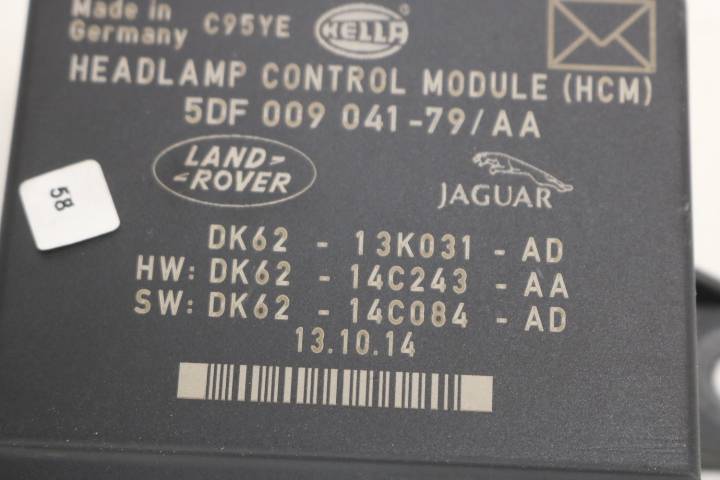 Made in
Germany C95YE HELLA
HEADLAMP CONTROL MODULE (HCM)
5DF 009 041-79/AA
LAND
ROVER
JAGUAR
58
DK62 - 13K031 - AD
HW: DK62 - 14C243 - AA
SW: DK62 - 14C084 - AD
13.10.14